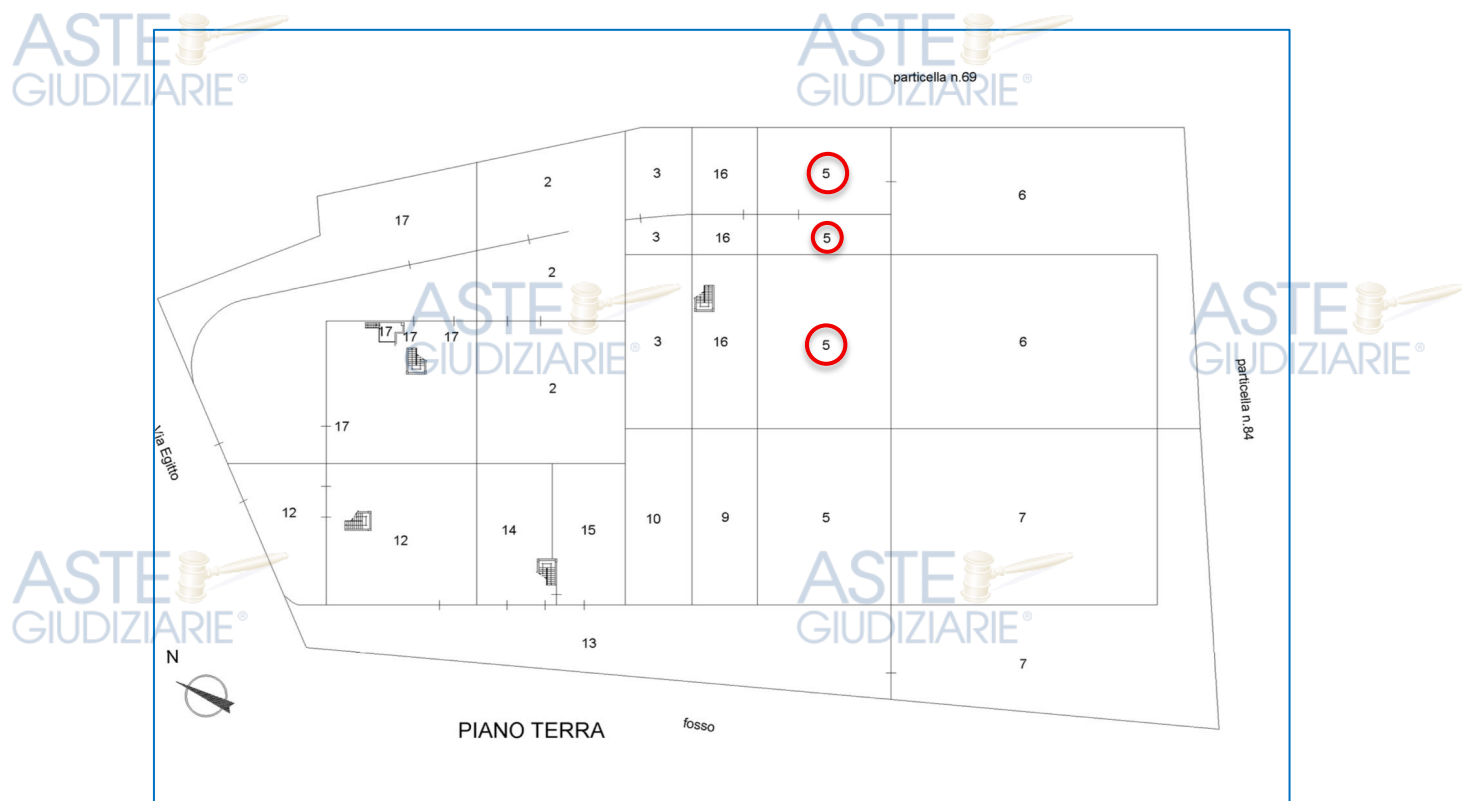 ASTE
GIUDIZIARIE®
ASTE
GIUDIZIARIE®
particella n.69
3
16
5
2
6
17
3
16
5
2
ASTE
GIUDIZIARIE®
ASTE
GIUDIZIARIE®
17
17
17
3
16
5
6
2
particella n.84
17
Via Egitto
12
12
14
15
10
9
5
7
ASTE
GIUDIZIARIE®
ASTE
GIUDIZIARIE®
13
7
N
PIANO TERRA
fosso